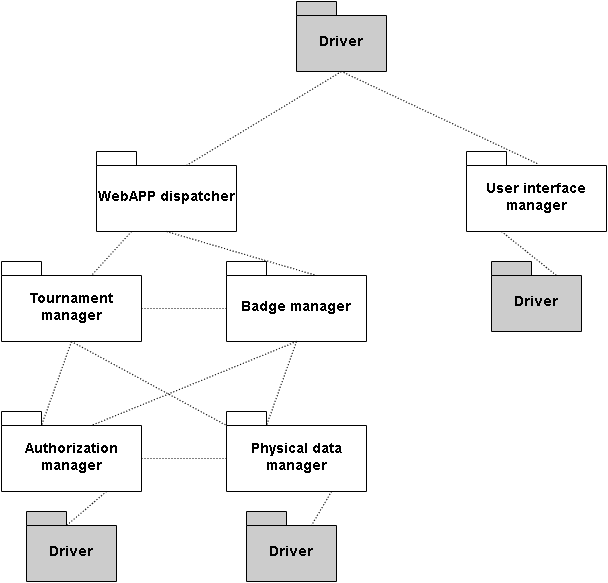 Driver
WebAPP dispatcher
User interface
manager
Tournament
manager
Badge manager
Driver
Authorization
manager
Physical data
manager
Driver
Driver